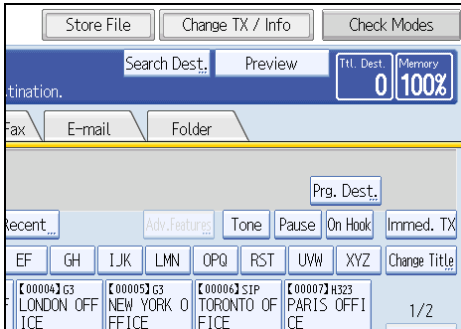 Store File Change TX / Info Check Modes
Search Dest. Preview Ttl. Dest. Memory
tination. 0 100%
Fax E-mail Folder
Prg. Dest.
Recent Adv.Features Tone Pause On Hook Immed. TX
EF GH IJK LMN OPQ RST UVW XYZ Change Title
【00004】G3 【00005】G3 【00006】SIP 【00007】H323
F LONDON OFF NEW YORK O TORONTO OF PARIS OFFI 1/2
ICE FFICE FICE CE